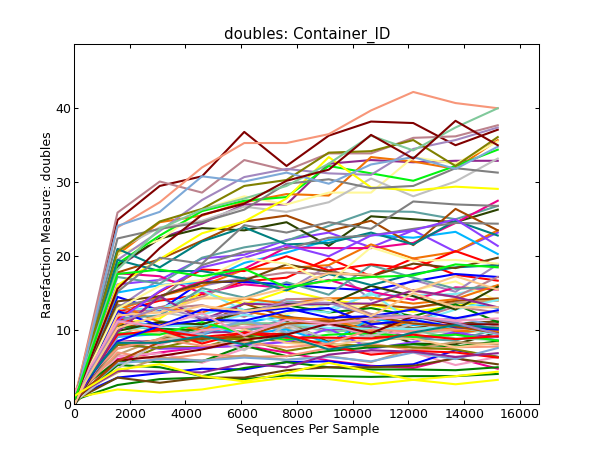 doubles: Container_ID
Rarefaction Measure: doubles
40
30
20
10
0
0 2000 4000 6000 8000 10000 12000 14000 16000
Sequences Per Sample